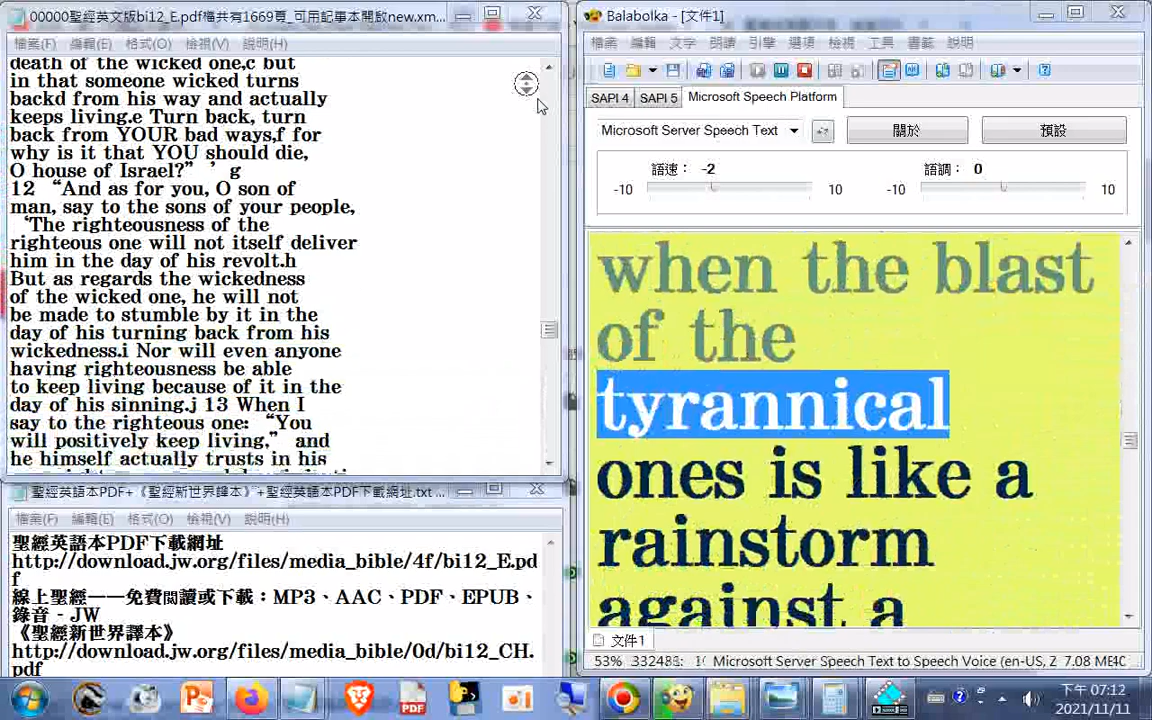 00000聖經英文版bi12_E.pdf檔共有1669頁_可用記事本開啟new.xm...
檔案(F) 編輯(E) 格式(O) 檢視(V) 說明(H)
death of the wicked one,c but
in that someone wicked turns
backd from his way and actually
keeps living.e Turn back, turn
back from YOUR bad ways,f for
why is it that YOU should die,
O house of Israel?” ’g
12 “And as for you, O son of
man, say to the sons of your people,
‘The righteousness of the
righteous one will not itself deliver
him in the day of his revolt.h
But as regards the wickedness
of the wicked one, he will not
be made to stumble by it in the
day of his turning back from his
wickedness.i Nor will even anyone
having righteousness be able
to keep living because of it in the
day of his sinning.j 13 When I
say to the righteous one: “You
will positively keep living,” and
he himself actually trusts in his
聖經英語本PDF+《聖經新世界譯本》+聖經英語本PDF下載網址.txt ...
檔案(F) 編輯(E) 格式(O) 檢視(V) 說明(H)
聖經英語本PDF下載網址
http://download.jw.org/files/media_bible/4f/bi12_E.pd
f
線上聖經——免費閱讀或下載：MP3、AAC、PDF、EPUB、
錄音 - JW
《聖經新世界譯本》
http://download.jw.org/files/media_bible/0d/bi12_CH.
pdf
Balabolka - [文件1]
檔案 編輯 文字 朗讀 引擎 選項 檢視 工具 書籤 說明
SAPI 4 SAPI 5 Microsoft Speech Platform
Microsoft Server Speech Text 關於 預設
語速： -2 語調： 0
-10 10 -10 10
when the blast
of the
tyrannical
ones is like a
rainstorm
against a
文件1
53% Microsoft Server Speech Text to Speech Voice (en-US, Z 7.08 ME
下午 07:12
2021/11/11